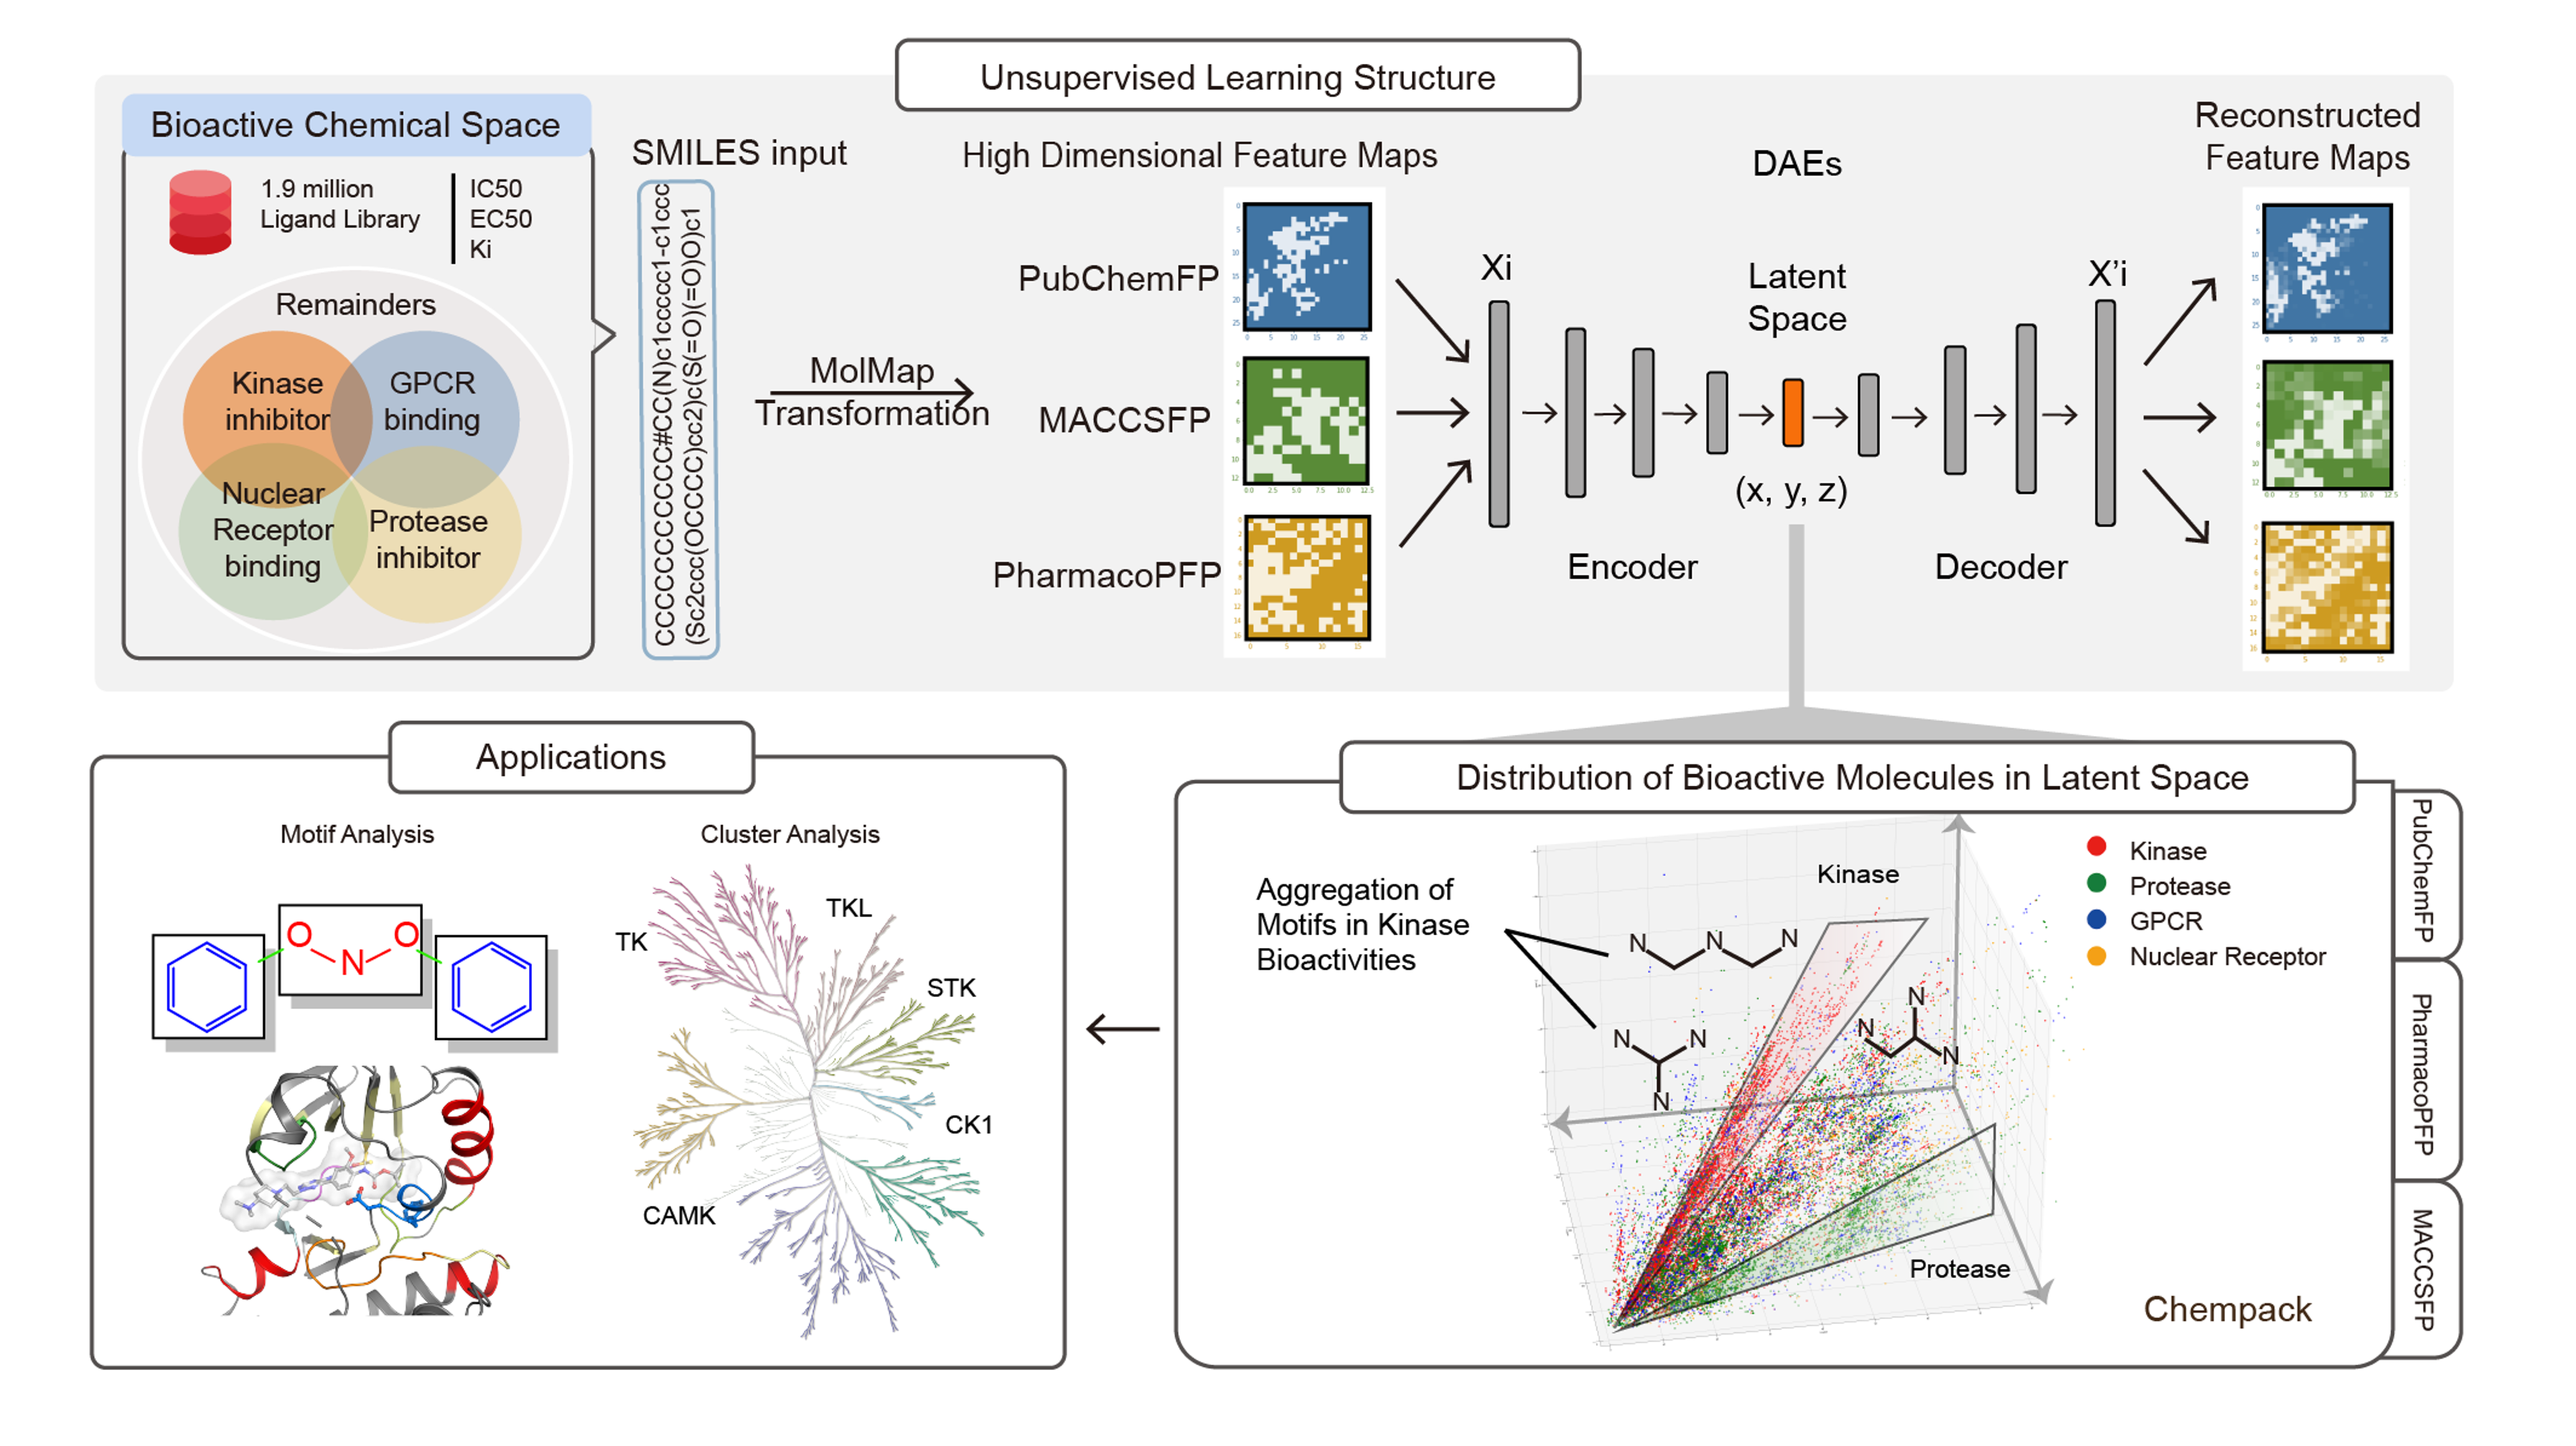 Unsupervised Learning Structure
Bioactive Chemical Space
1.9 million
Ligand Library
IC50
EC50
Ki
Remainders
Kinase
inhibitor
GPCR
binding
Nuclear
Receptor
binding
Protease
inhibitor
SMILES input
(Sc2ccc(OCCCC)cc2)c(S(=O)(=O)O)c1
MolMap
Transformation
High Dimensional Feature Maps
PubChemFP
MACCSFP
PharmacoPFP
DAEs
Xi
Latent
Space
(x, y, z)
X’i
Encoder
Decoder
Reconstructed
Feature Maps
Applications
Motif Analysis
O
O
N
Cluster Analysis
TK
TKL
STK
CK1
CAMK
Distribution of Bioactive Molecules in Latent Space
Aggregation of
Motifs in Kinase
Bioactivities
N
N
N
N
N
N
N
N
N
Kinase
Protease
Kinase
Protease
GPCR
Nuclear Receptor
Chempack
PubChemFP
PharmacoPFP
MACCSFP